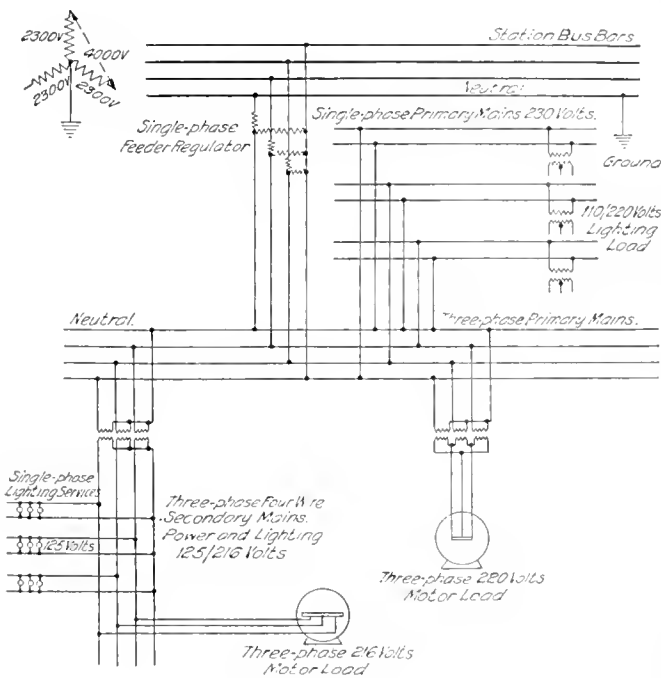 2300V
4000V
2300V
2300V
Station Bus Bars
Neutral.
Single-phase Primary Mains 230 Volts.
Single-phase
Feeder Regulator
Ground
110/220 Volts
Lighting
Load
Neutral.
Three-phase Primary Mains.
Single-phase
Lighting Services
125 Volts
Three-phase Four Wire
Secondary Mains.
Power and Lighting
125/216 Volts
Three-phase 220 Volts
Motor Load
Three-phase 216 Volts
Motor Load